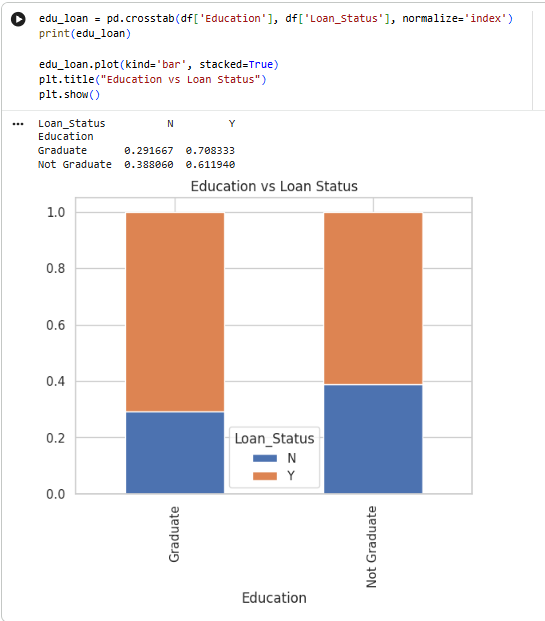 edu_loan = pd.crosstab(df['Education'], df['Loan_Status'], normalize='index')
print(edu_loan)
edu_loan.plot(kind='bar', stacked=True)
plt.title("Education vs Loan Status")
plt.show()
Loan_Status N Y
Education
Graduate 0.291667 0.708333
Not Graduate 0.388060 0.611940
Education vs Loan Status
1.0
0.8
0.6
0.4
0.2
0.0
Loan_Status
N
Y
Graduate
Not Graduate
Education